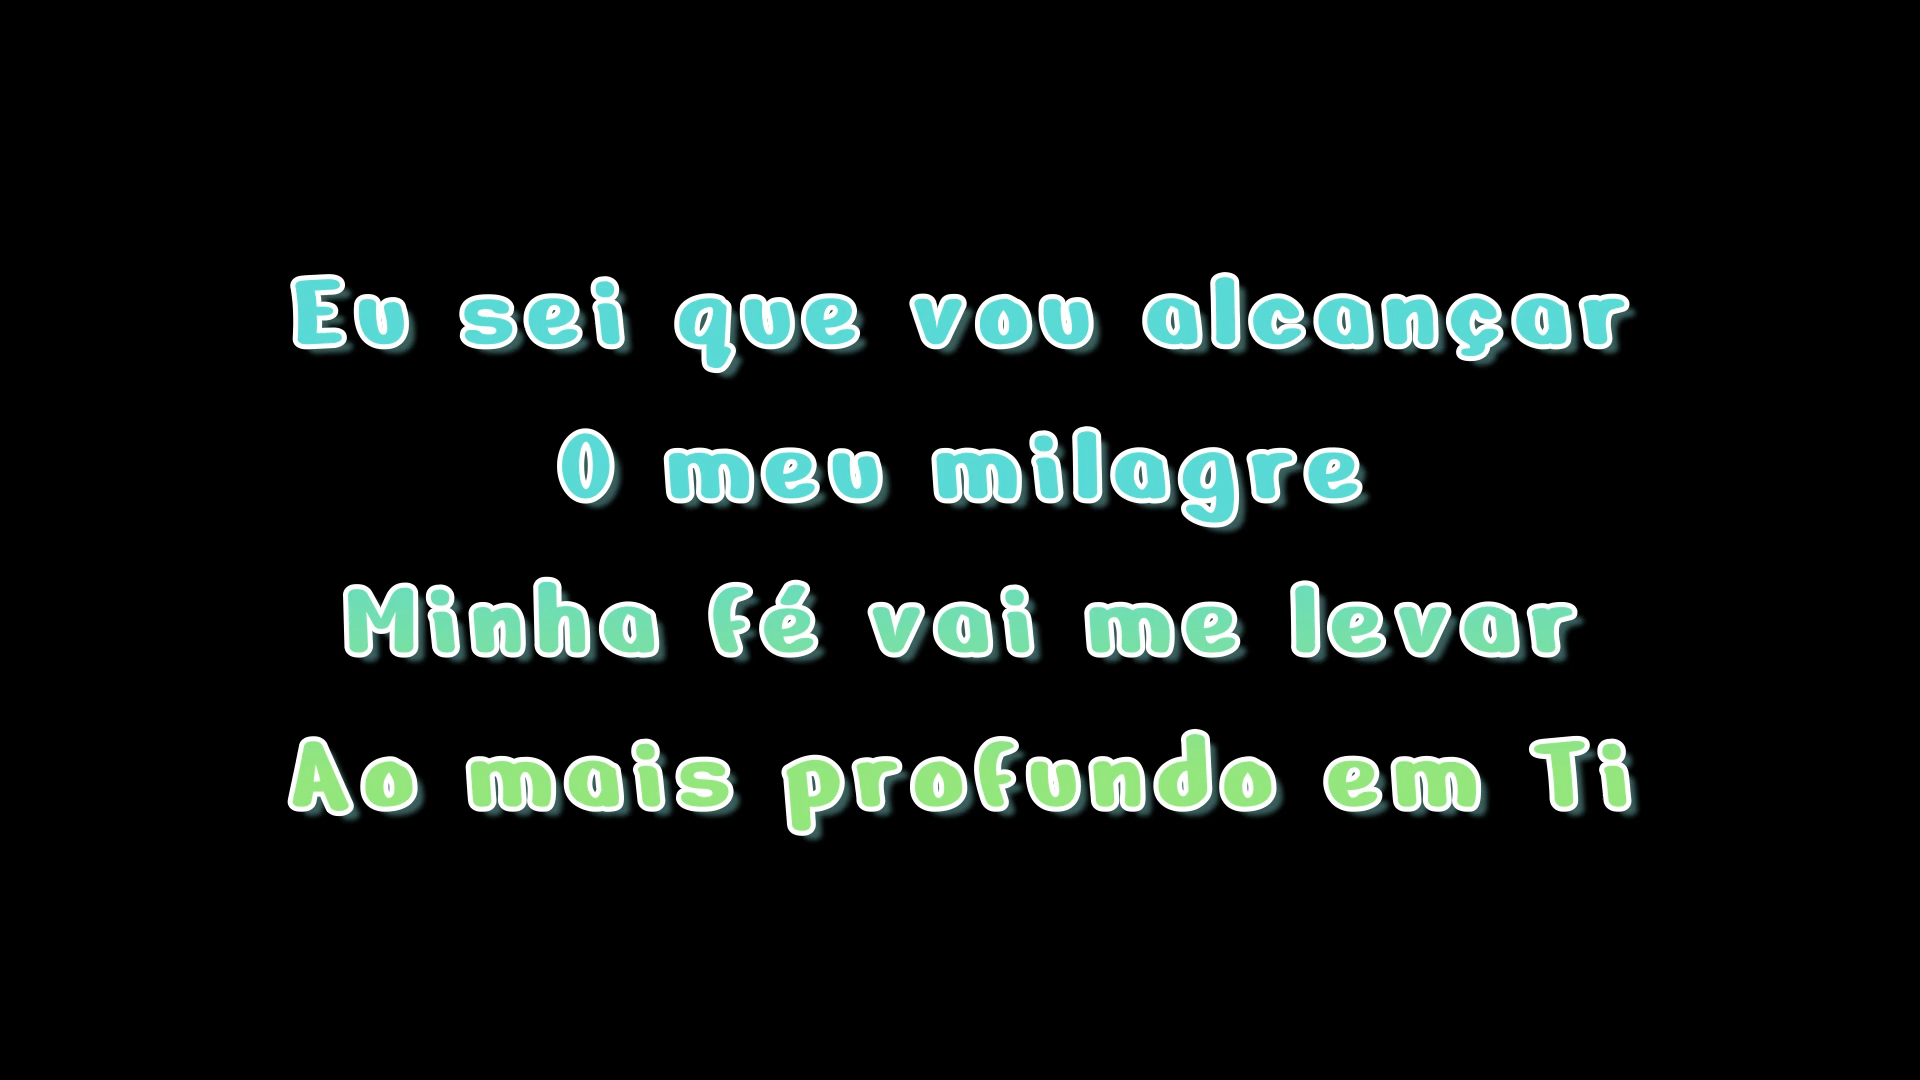 Eu sei que vou alcançar
O meu milagre
Minha fé vai me levar
Ao mais profundo em Ti